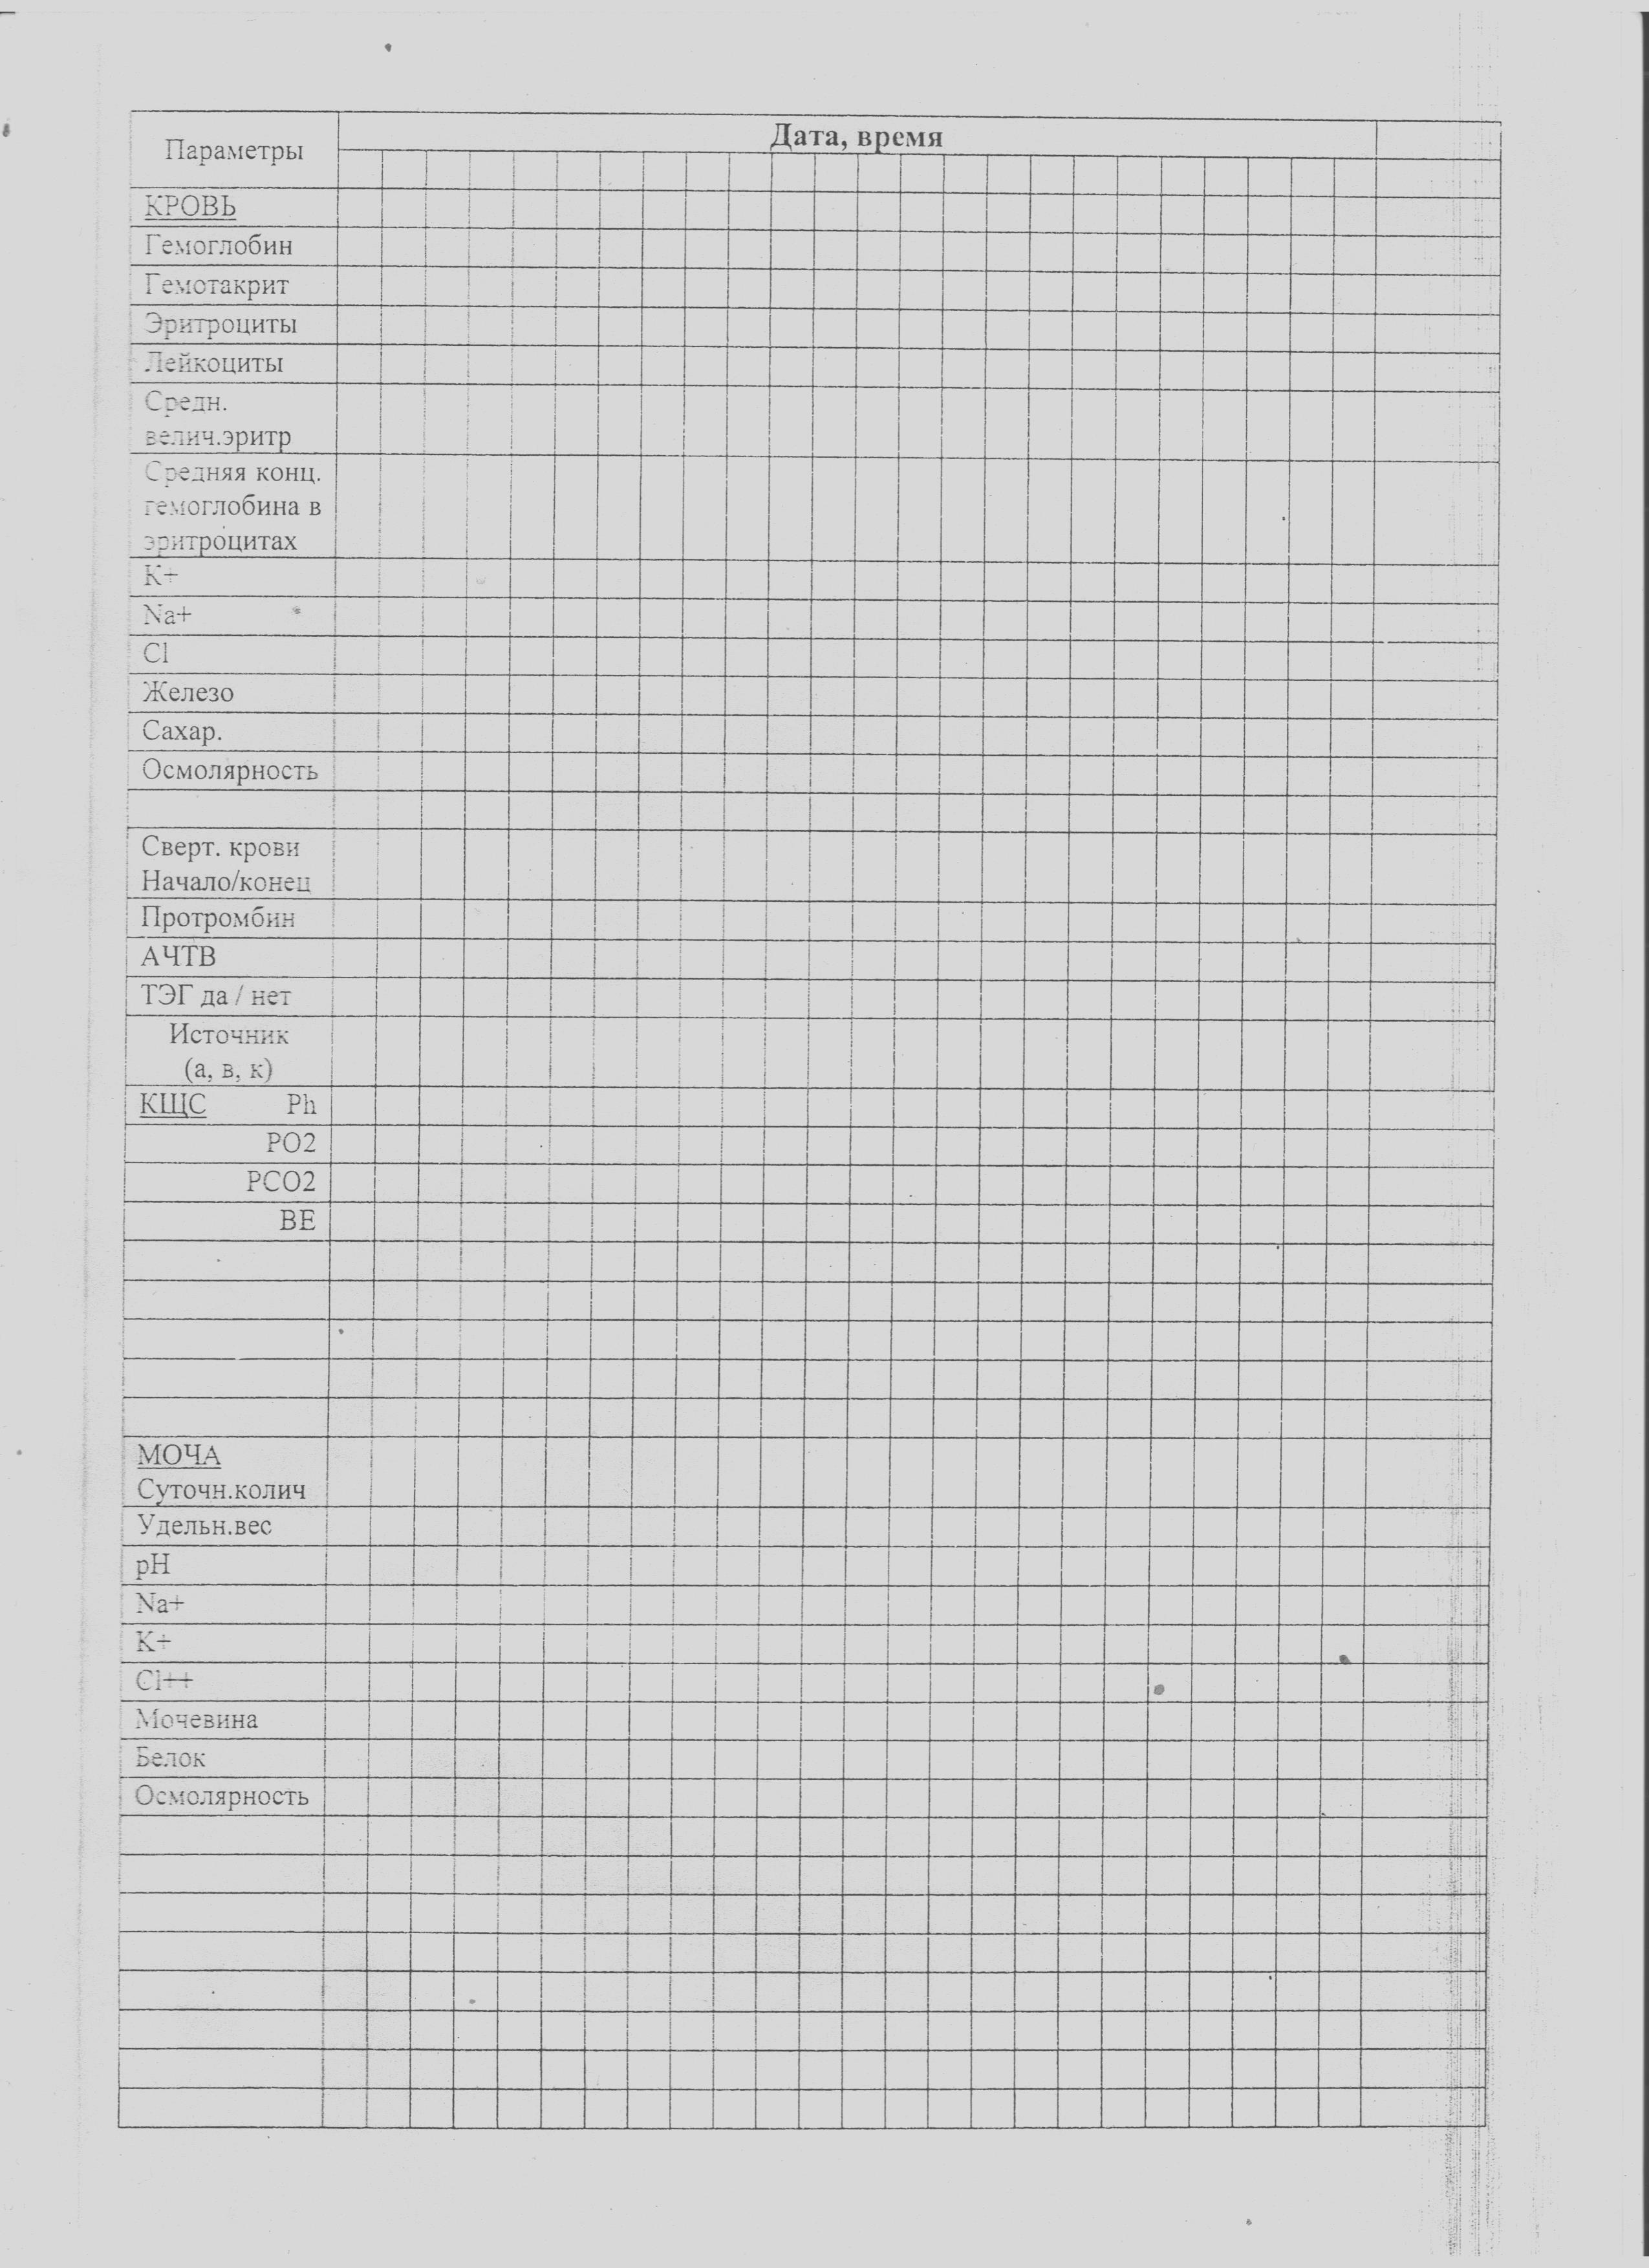 Параметры
Дата, время
КРОВЬ
Гемоглобин
Гемотакрит
Эритроциты
Лейкоциты
Средн.
велич.эритр
Средняя конц.
гемоглобина в
эритроцитах
K+
Na+
Cl
Железо
Сахар.
Осмолярность
Сверт. крови
Начало/конец
Протромбин
АЧТВ
ТЭГ да / нет
Источник
(а, в, к)
КЩС Ph
PO2
PCO2
BE
МОЧА
Суточн.колич
Удельн.вес
pH
Na+
K+
Cl++
Мочевина
Белок
Осмолярность